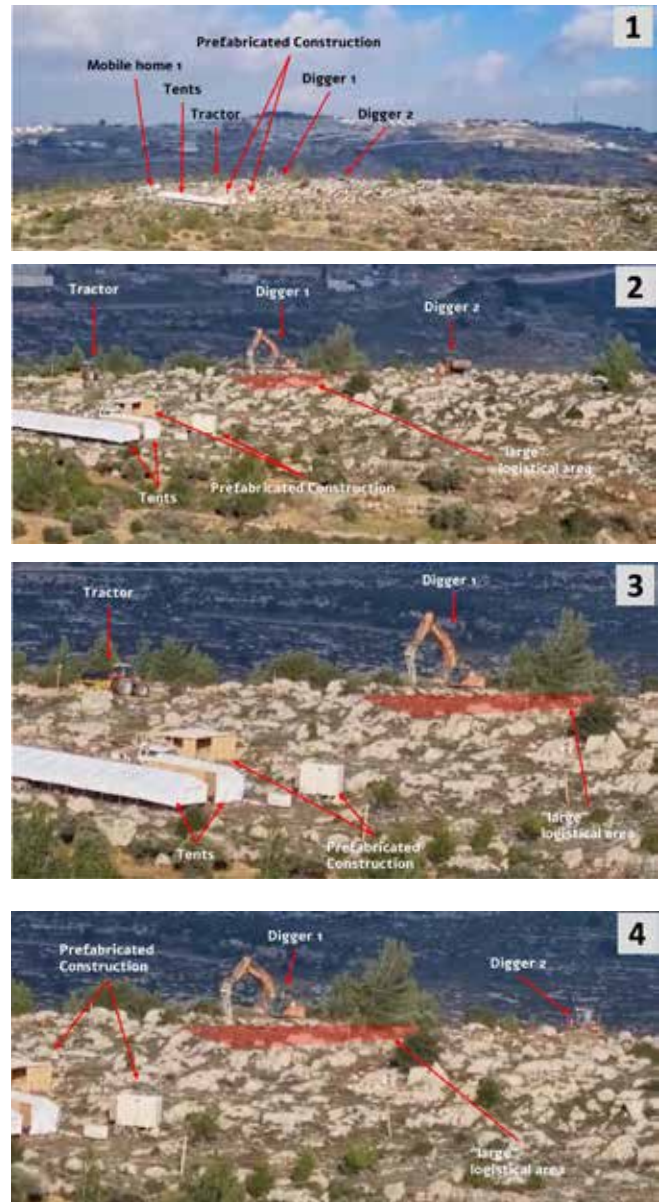 1
Prefabricated Construction
Mobile home 1
Digger 1
Tents
Tractor
Digger 2
2
Tractor
Digger 1
Digger 2
"large"
logistical area
Prefabricated Construction
Tents
3
Digger 1
Tractor
"large"
logistical area
Prefabricated
Construction
Tents
4
Prefabricated
Construction
Digger 1
Digger 2
"large"
logistical area